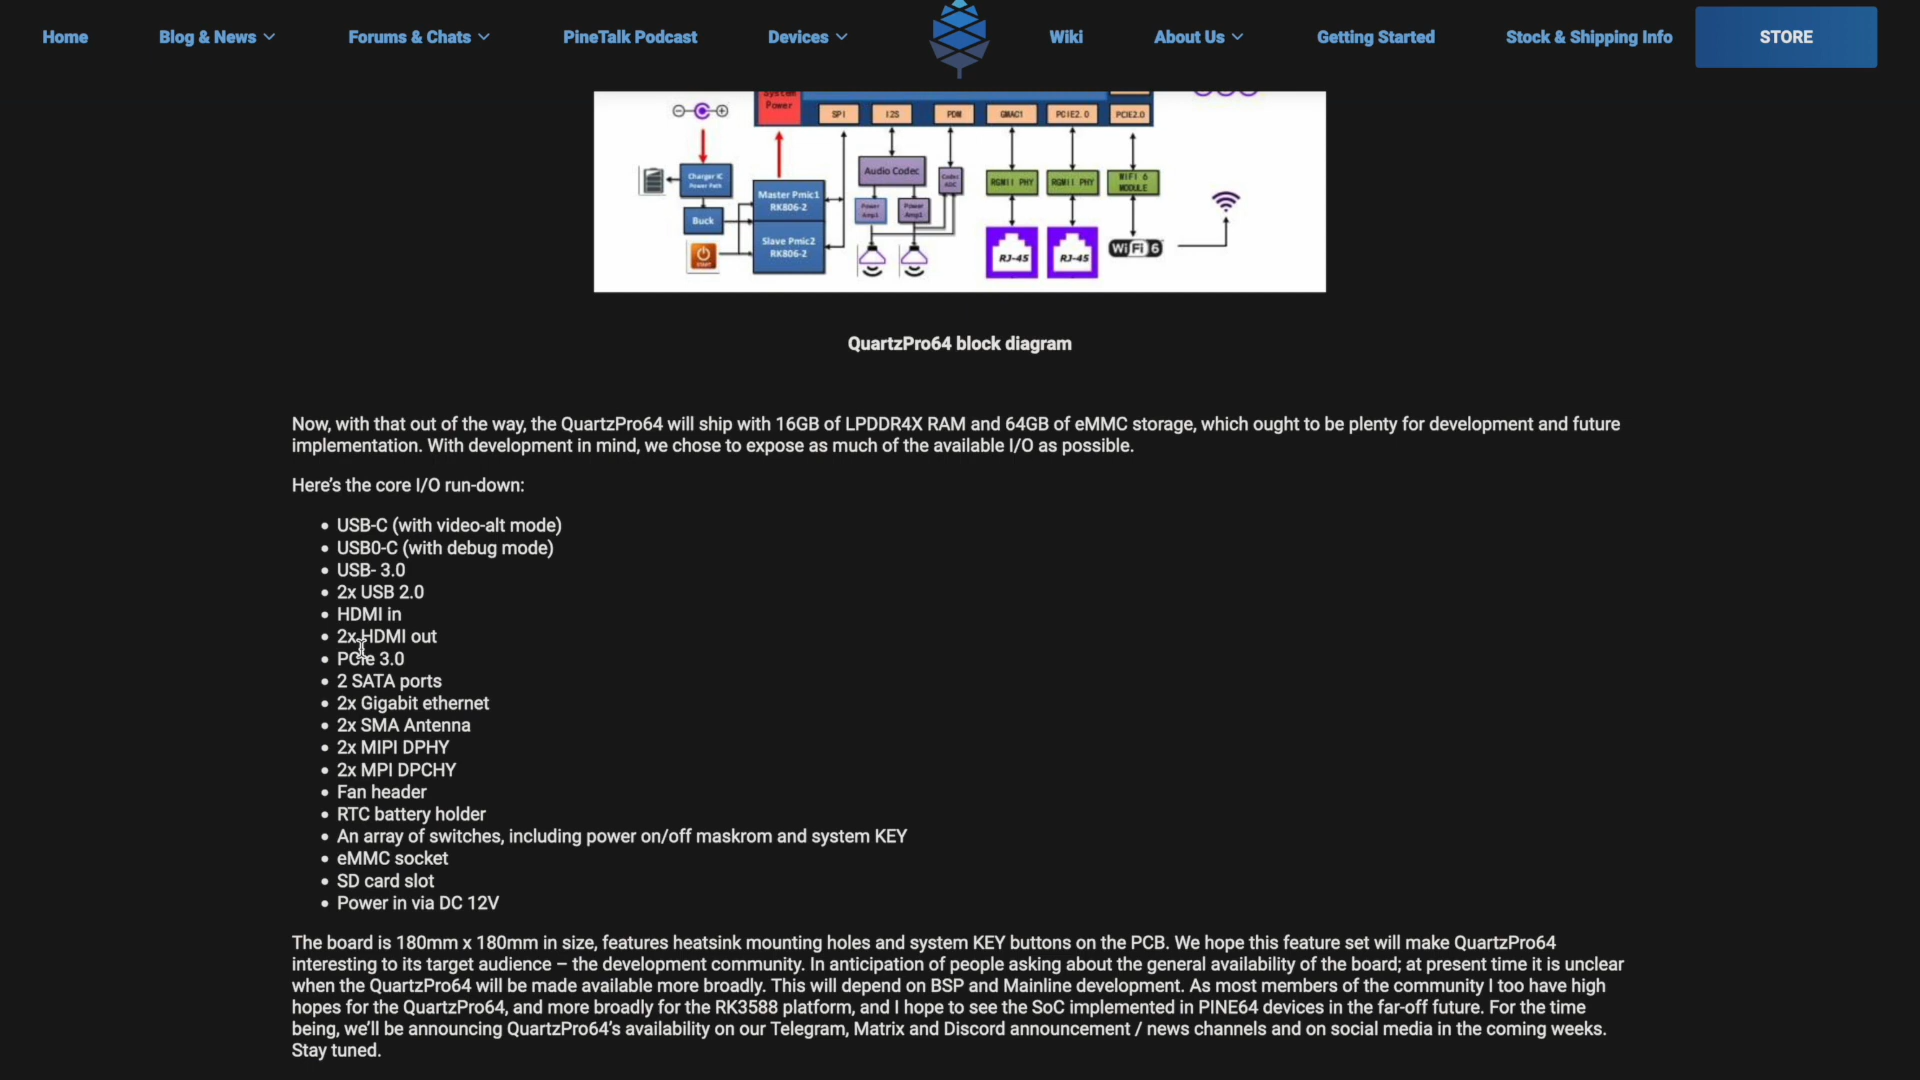 Home Blog & News Forums & Chats PineTalk Podcast Devices Wiki About Us Getting Started Stock & Shipping Info STORE
System
Power
SPI I2S PDM GMAC1 PCIE2.0 PCIE2.0
Charger IC
Power Path
Buck
START
Master Pmic1
RK806-2
Slave Pmic2
RK806-2
Audio Codec
Codec
ADC
Power
Amp1
Power
Amp1
RGMII PHY RGMII PHY WIFI 6
MODULE
RJ-45 RJ-45 WiFi 6
QuartzPro64 block diagram
Now, with that out of the way, the QuartzPro64 will ship with 16GB of LPDDR4X RAM and 64GB of eMMC storage, which ought to be plenty for development and future
implementation. With development in mind, we chose to expose as much of the available I/O as possible.
Here’s the core I/O run-down:
• USB-C (with video-alt mode)
• USB0-C (with debug mode)
• USB- 3.0
• 2x USB 2.0
• HDMI in
• 2x HDMI out
• PCIe 3.0
• 2 SATA ports
• 2x Gigabit ethernet
• 2x SMA Antenna
• 2x MIPI DPHY
• 2x MPI DPCHY
• Fan header
• RTC battery holder
• An array of switches, including power on/off maskrom and system KEY
• eMMC socket
• SD card slot
• Power in via DC 12V
The board is 180mm x 180mm in size, features heatsink mounting holes and system KEY buttons on the PCB. We hope this feature set will make QuartzPro64
interesting to its target audience – the development community. In anticipation of people asking about the general availability of the board; at present time it is unclear
when the QuartzPro64 will be made available more broadly. This will depend on BSP and Mainline development. As most members of the community I too have high
hopes for the QuartzPro64, and more broadly for the RK3588 platform, and I hope to see the SoC implemented in PINE64 devices in the far-off future. For the time
being, we’ll be announcing QuartzPro64’s availability on our Telegram, Matrix and Discord announcement / news channels and on social media in the coming weeks.
Stay tuned.